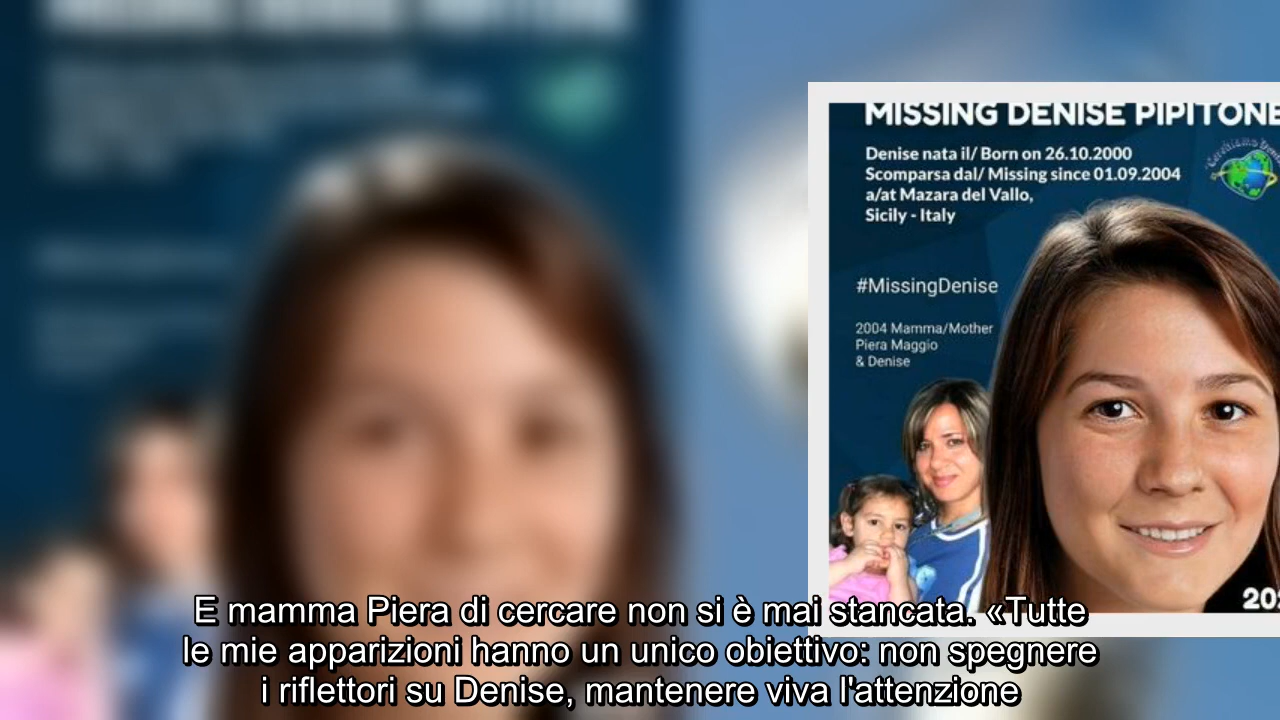 MISSING DENISE PIPITONE
Denise nata il/ Born on 26.10.2000
Scomparsa dal/ Missing since 01.09.2004
a/at Mazara del Vallo,
Sicily - Italy
#MissingDenise
2004 Mamma/Mother
Piera Maggio
& Denise
E mamma Piera di cercare non si è mai stancata. «Tutte
le mie apparizioni hanno un unico obiettivo: non spegnere
i riflettori su Denise, mantenere viva l'attenzione